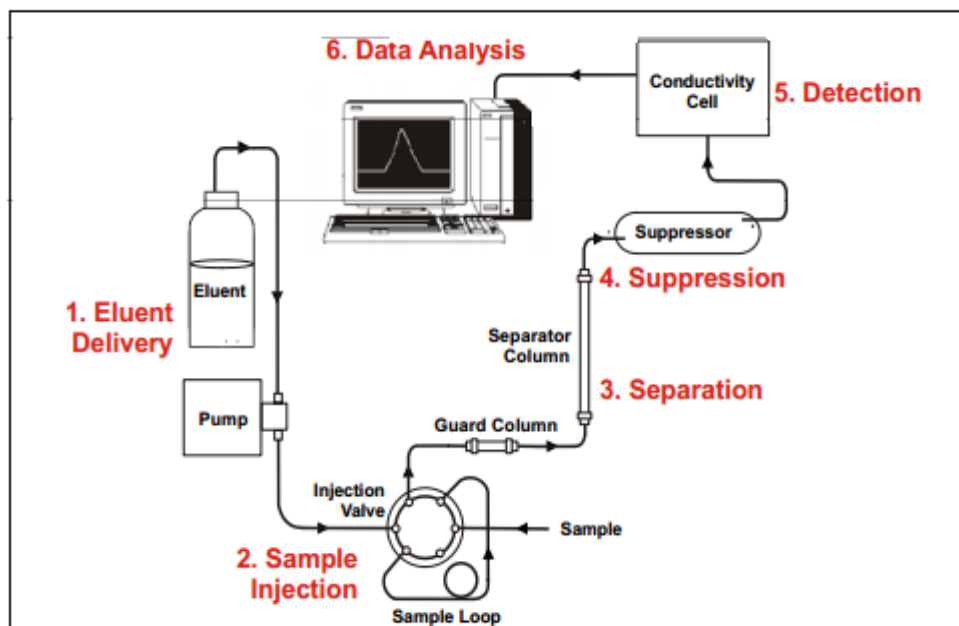 6. Data Analysis
Conductivity
Cell
5. Detection
Suppressor
4. Suppression
Eluent
1. Eluent
Delivery
Separator
Column
3. Separation
Pump
Guard Column
Injection
Valve
Sample
2. Sample
Injection
Sample Loop